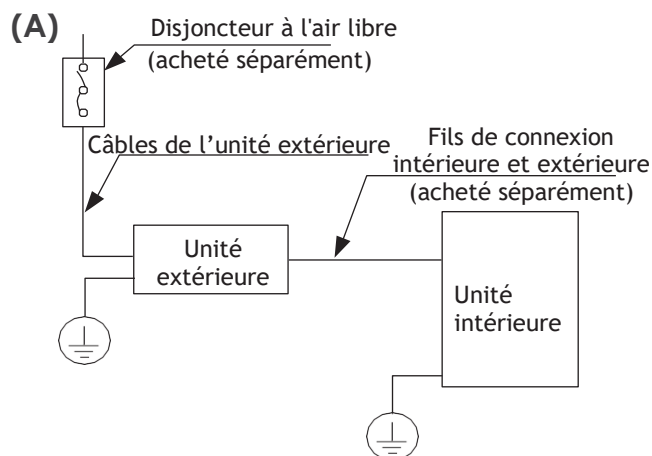 (A)
Disjoncteur à l'air libre
(acheté séparément)
Câbles de l’unité extérieure
Fils de connexion
intérieure et extérieure
(acheté séparément)
Unité
extérieure
Unité
intérieure